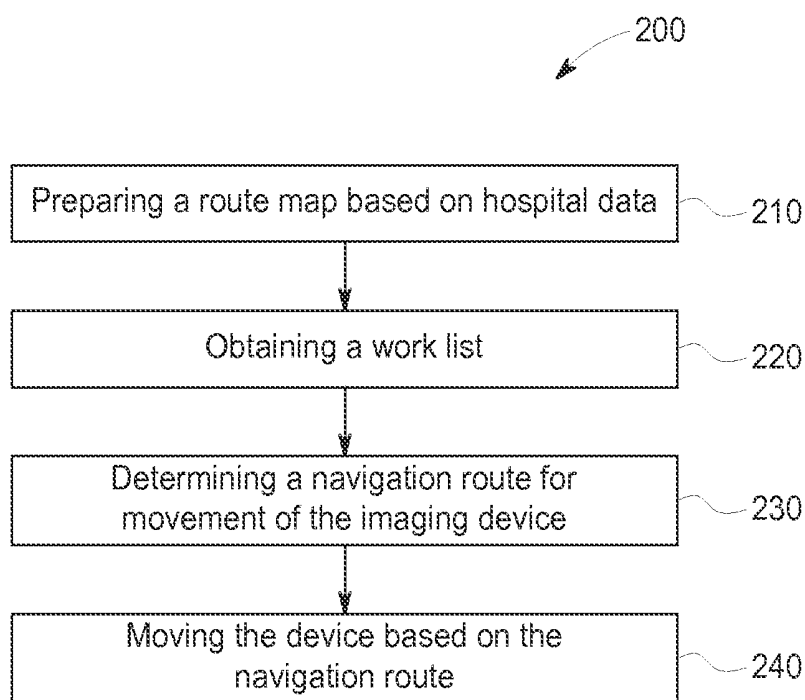 200
Preparing a route map based on hospital data
210
Obtaining a work list
220
Determining a navigation route for
movement of the imaging device
230
Moving the device based on the
navigation route
240